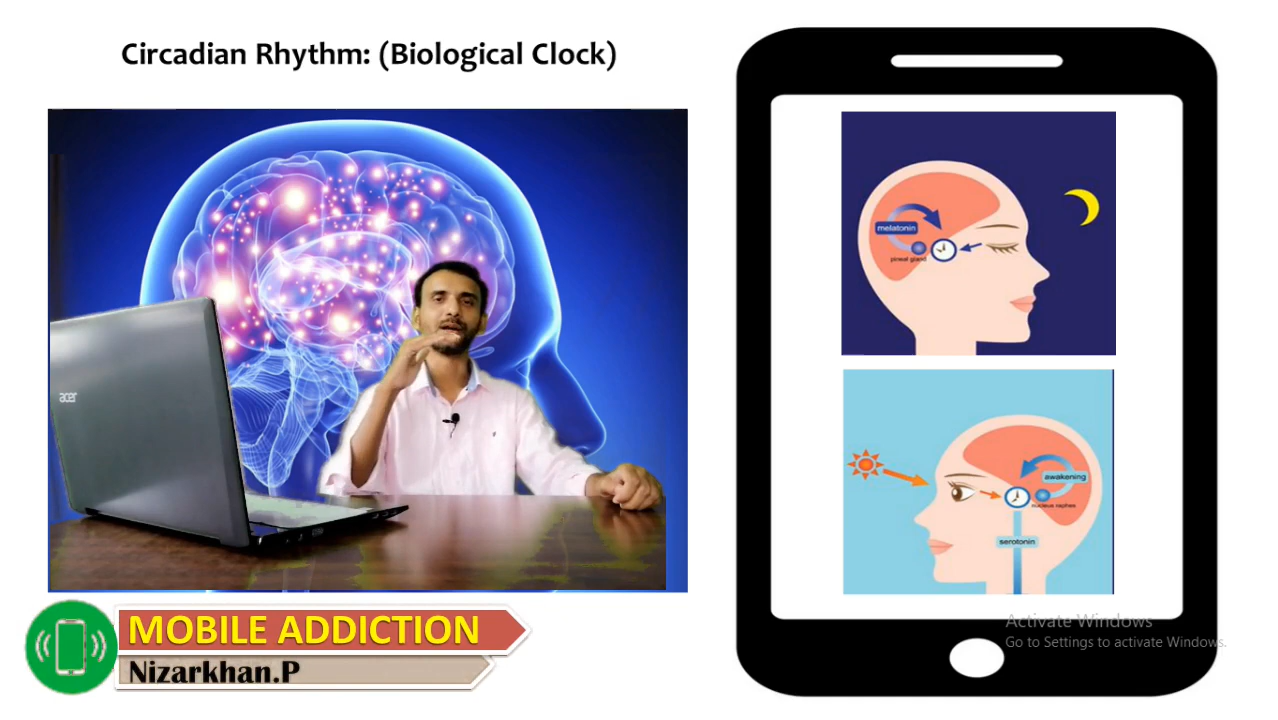 Circadian Rhythm: (Biological Clock)
acer
MOBILE ADDICTION
Nizarkhan.P
melatonin
pineal gland
awakening
nucleus raphes
serotonin
Activate Windows
Go to Settings to activate Windows.